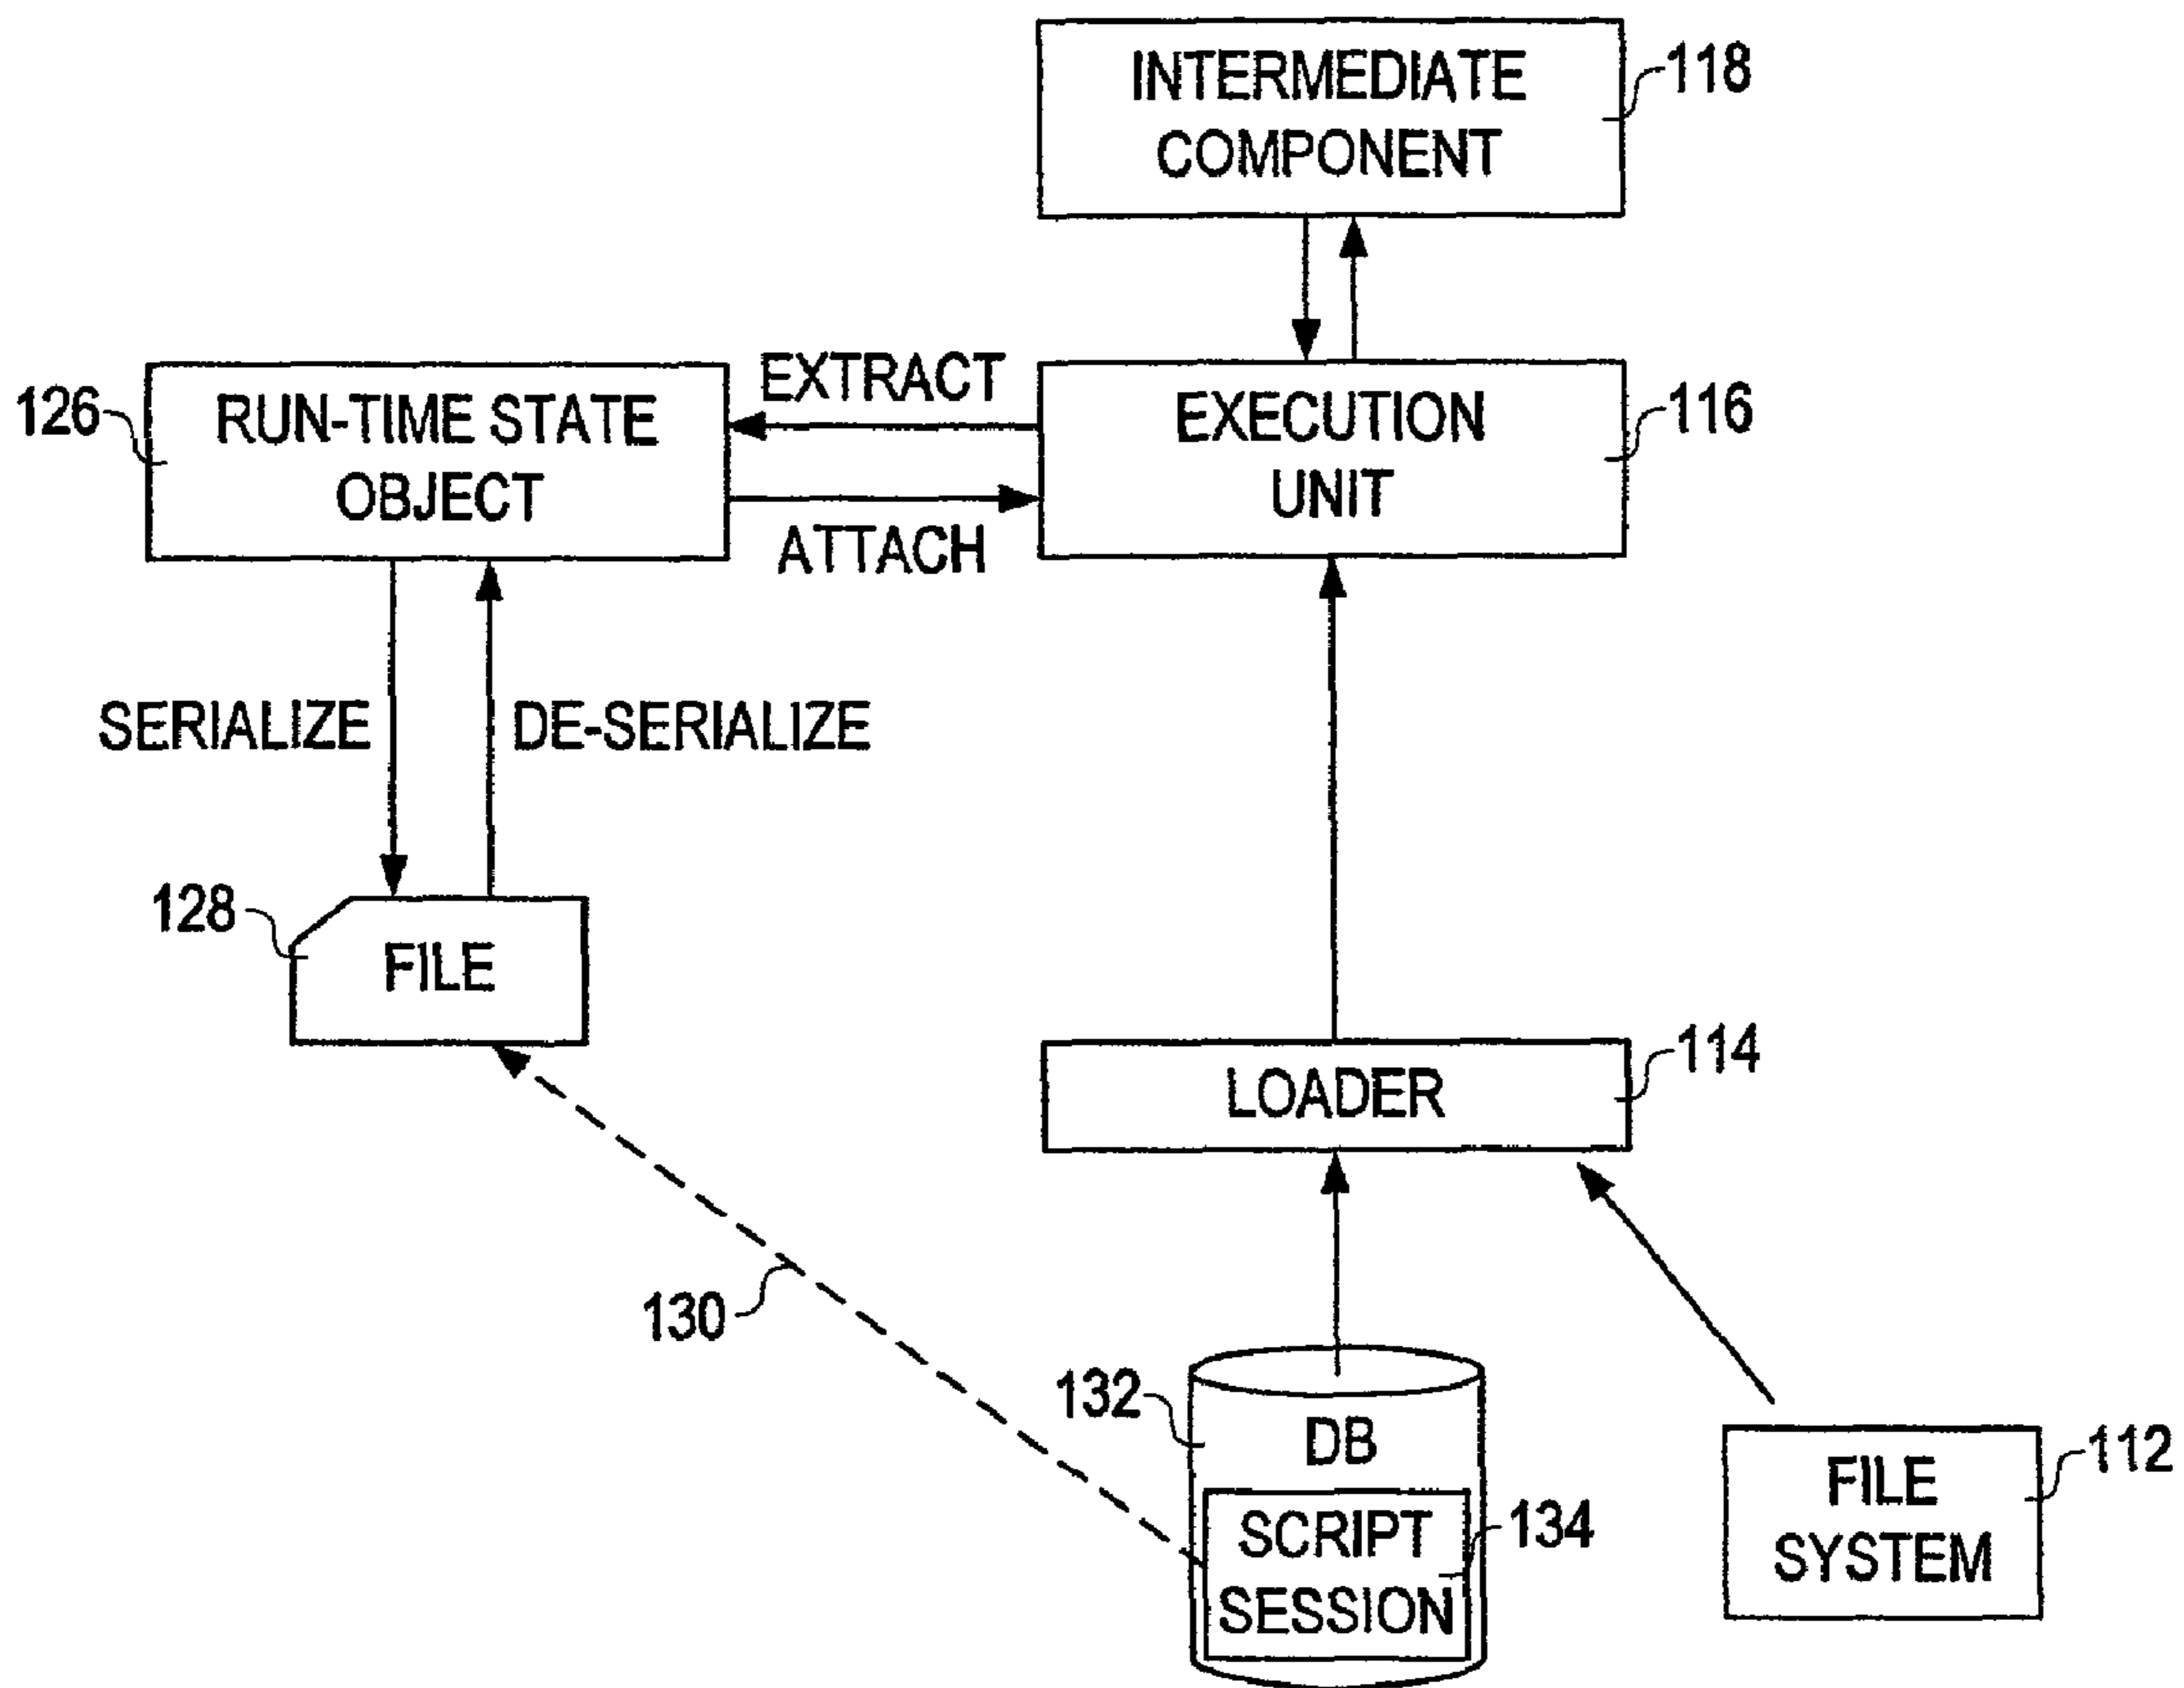 INTERMEDIATE
COMPONENT
118
EXTRACT
126
RUN-TIME STATE
OBJECT
EXECUTION
UNIT
116
ATTACH
SERIALIZE
DE-SERIALIZE
128
FILE
LOADER
114
130
132
DB
SCRIPT
SESSION
134
FILE
SYSTEM
112